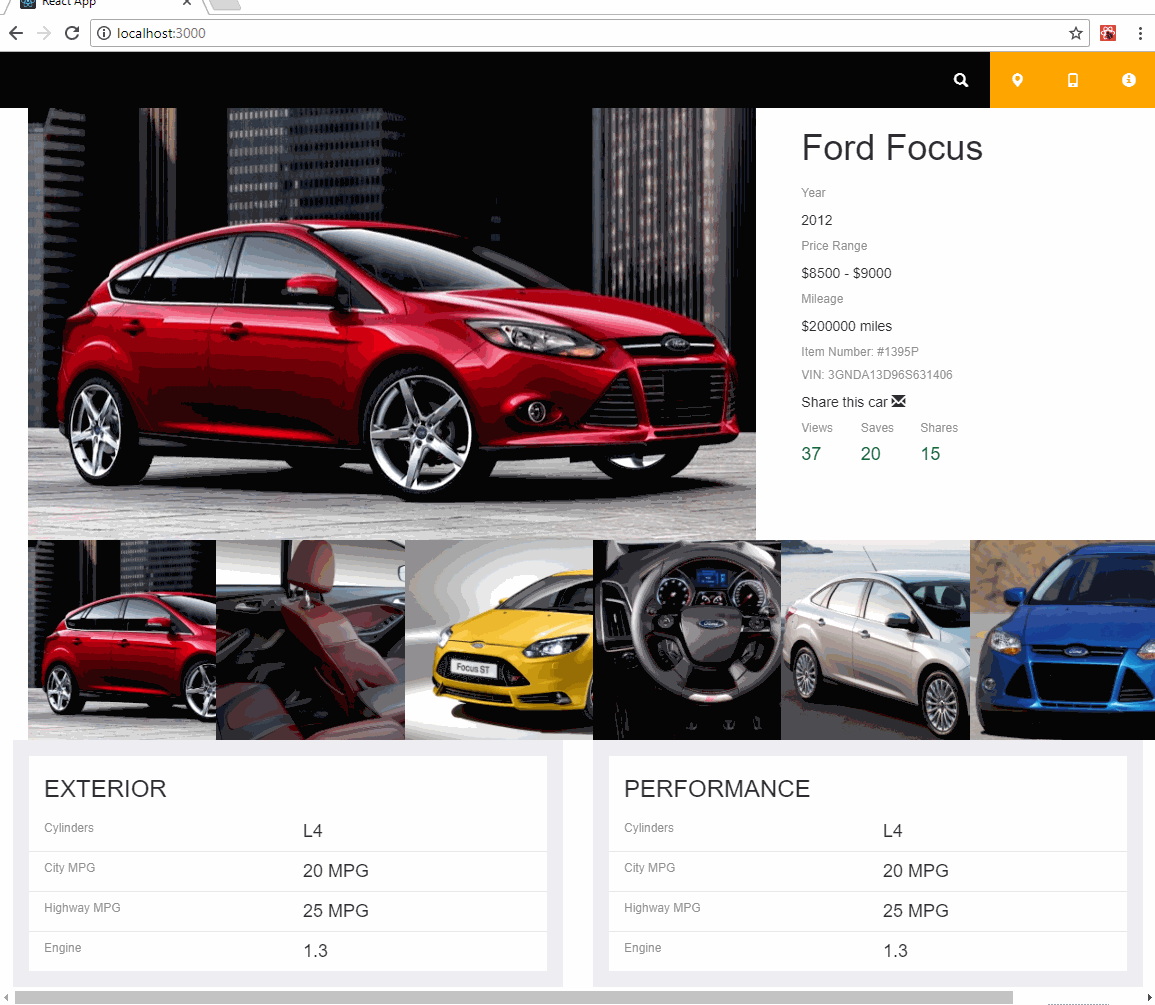 React App
localhost:3000
Ford Focus
Year
2012
Price Range
$8500 - $9000
Mileage
$200000 miles
Item Number: #1395P
VIN: 3GNDA13D96S631406
Share this car
Views Saves Shares
37 20 15
Focus ST
EXTERIOR
Cylinders L4
City MPG 20 MPG
Highway MPG 25 MPG
Engine 1.3
PERFORMANCE
Cylinders L4
City MPG 20 MPG
Highway MPG 25 MPG
Engine 1.3